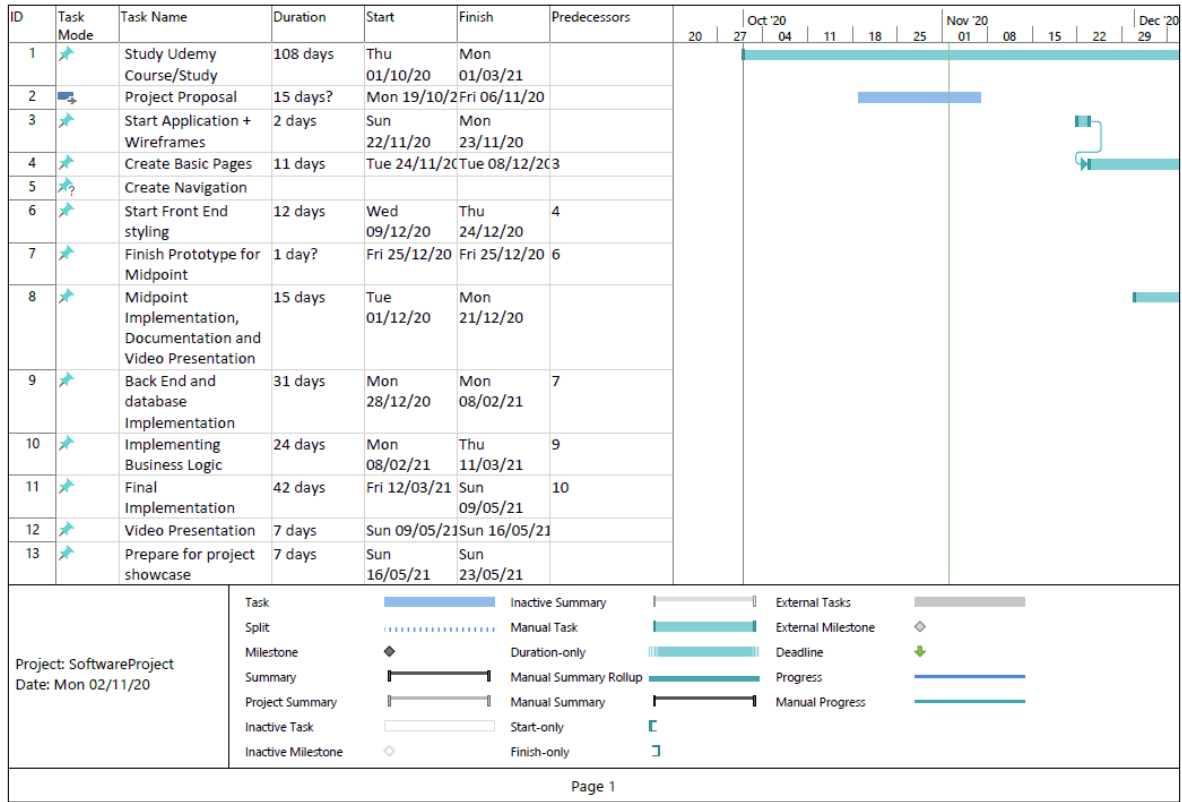 ID Task Mode Task Name Duration Start Finish Predecessors
Oct '20 Nov '20 Dec '20
20 27 04 11 18 25 01 08 15 22 29
1 Study Udemy 108 days Thu Mon
Course/Study 01/10/20 01/03/21
2 Project Proposal 15 days? Mon 19/10/2 Fri 06/11/20
3 Start Application + 2 days Sun Mon
Wireframes 22/11/20 23/11/20
4 Create Basic Pages 11 days Tue 24/11/20 Tue 08/12/20 3
5 ? Create Navigation
6 Start Front End 12 days Wed Thu 4
styling 09/12/20 24/12/20
7 Finish Prototype for 1 day? Fri 25/12/20 Fri 25/12/20 6
Midpoint
8 Midpoint 15 days Tue Mon
Implementation, 01/12/20 21/12/20
Documentation and
Video Presentation
9 Back End and 31 days Mon Mon 7
database 28/12/20 08/02/21
Implementation
10 Implementing 24 days Mon Thu 9
Business Logic 08/02/21 11/03/21
11 Final 42 days Fri 12/03/21 Sun 10
Implementation 09/05/21
12 Video Presentation 7 days Sun 09/05/21 Sun 16/05/21
13 Prepare for project 7 days Sun Sun
showcase 16/05/21 23/05/21
Project: SoftwareProject
Date: Mon 02/11/20
Task Inactive Summary External Tasks
Split Manual Task External Milestone
Milestone Duration-only Deadline
Summary Manual Summary Rollup Progress
Project Summary Manual Summary Manual Progress
Inactive Task Start-only
Inactive Milestone Finish-only
Page 1